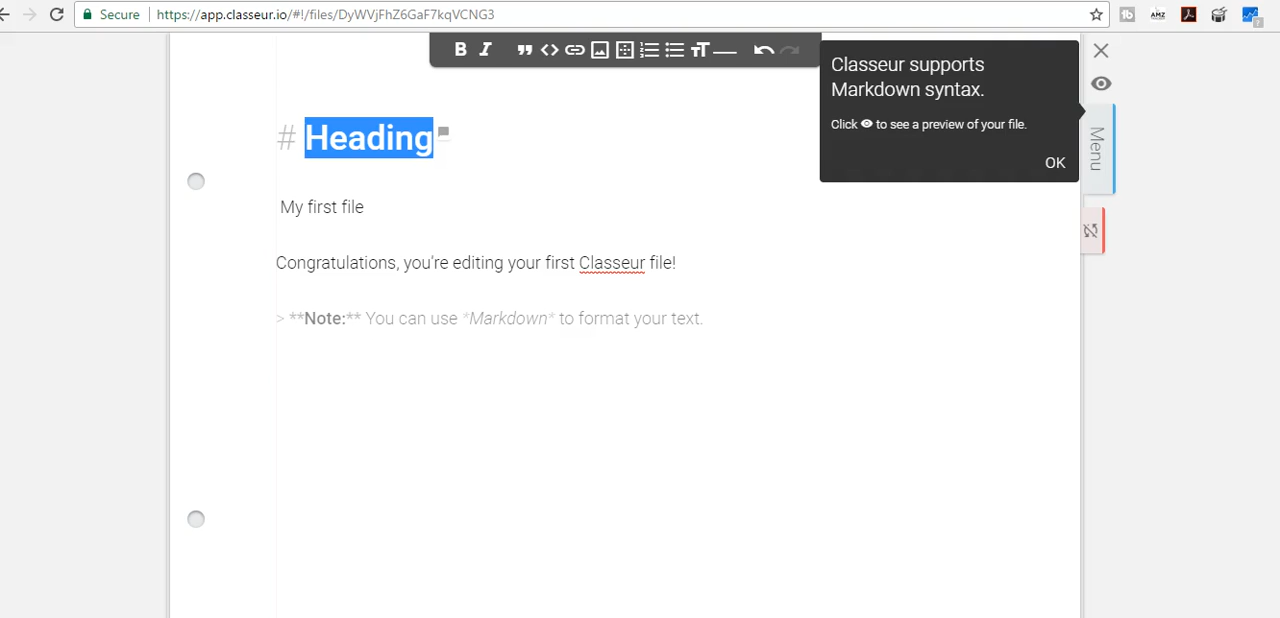 Secure https://app.classeur.io/#!/files/DyWVjFhZ6GaF7kqVCNG3
AMZ
B I
Classeur supports
Markdown syntax.
Click to see a preview of your file.
OK
Menu
# Heading
My first file
Congratulations, you're editing your first Classeur file!
> **Note:** You can use *Markdown* to format your text.